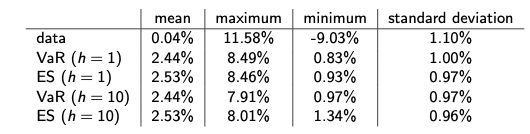 mean maximum minimum standard deviation
data 0.04% 11.58% -9.03% 1.10%
VaR (h = 1) 2.44% 8.49% 0.83% 1.00%
ES (h = 1) 2.53% 8.46% 0.93% 0.97%
VaR (h = 10) 2.44% 7.91% 0.97% 0.97%
ES (h = 10) 2.53% 8.01% 1.34% 0.96%